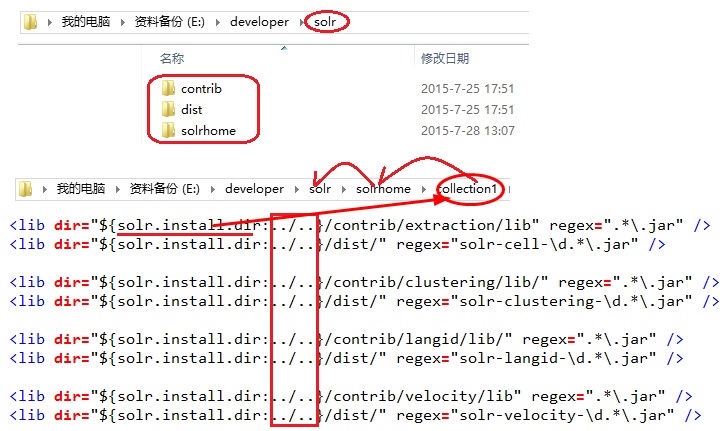 我的电脑 资料备份 (E:) developer solr
名称 修改日期
contrib 2015-7-25 17:51
dist 2015-7-25 17:51
solrhome 2015-7-28 13:07
我的电脑 资料备份 (E:) developer solr solrhome collection1
<lib dir="${solr.install.dir:../..}/contrib/extraction/lib" regex=".*\.jar" />
<lib dir="${solr.install.dir:../..}/dist/" regex="solr-cell-\d.*\.jar" />
<lib dir="${solr.install.dir:../..}/contrib/clustering/lib/" regex=".*\.jar" />
<lib dir="${solr.install.dir:../..}/dist/" regex="solr-clustering-\d.*\.jar" />
<lib dir="${solr.install.dir:../..}/contrib/langid/lib/" regex=".*\.jar" />
<lib dir="${solr.install.dir:../..}/dist/" regex="solr-langid-\d.*\.jar" />
<lib dir="${solr.install.dir:../..}/contrib/velocity/lib" regex=".*\.jar" />
<lib dir="${solr.install.dir:../..}/dist/" regex="solr-velocity-\d.*\.jar" />